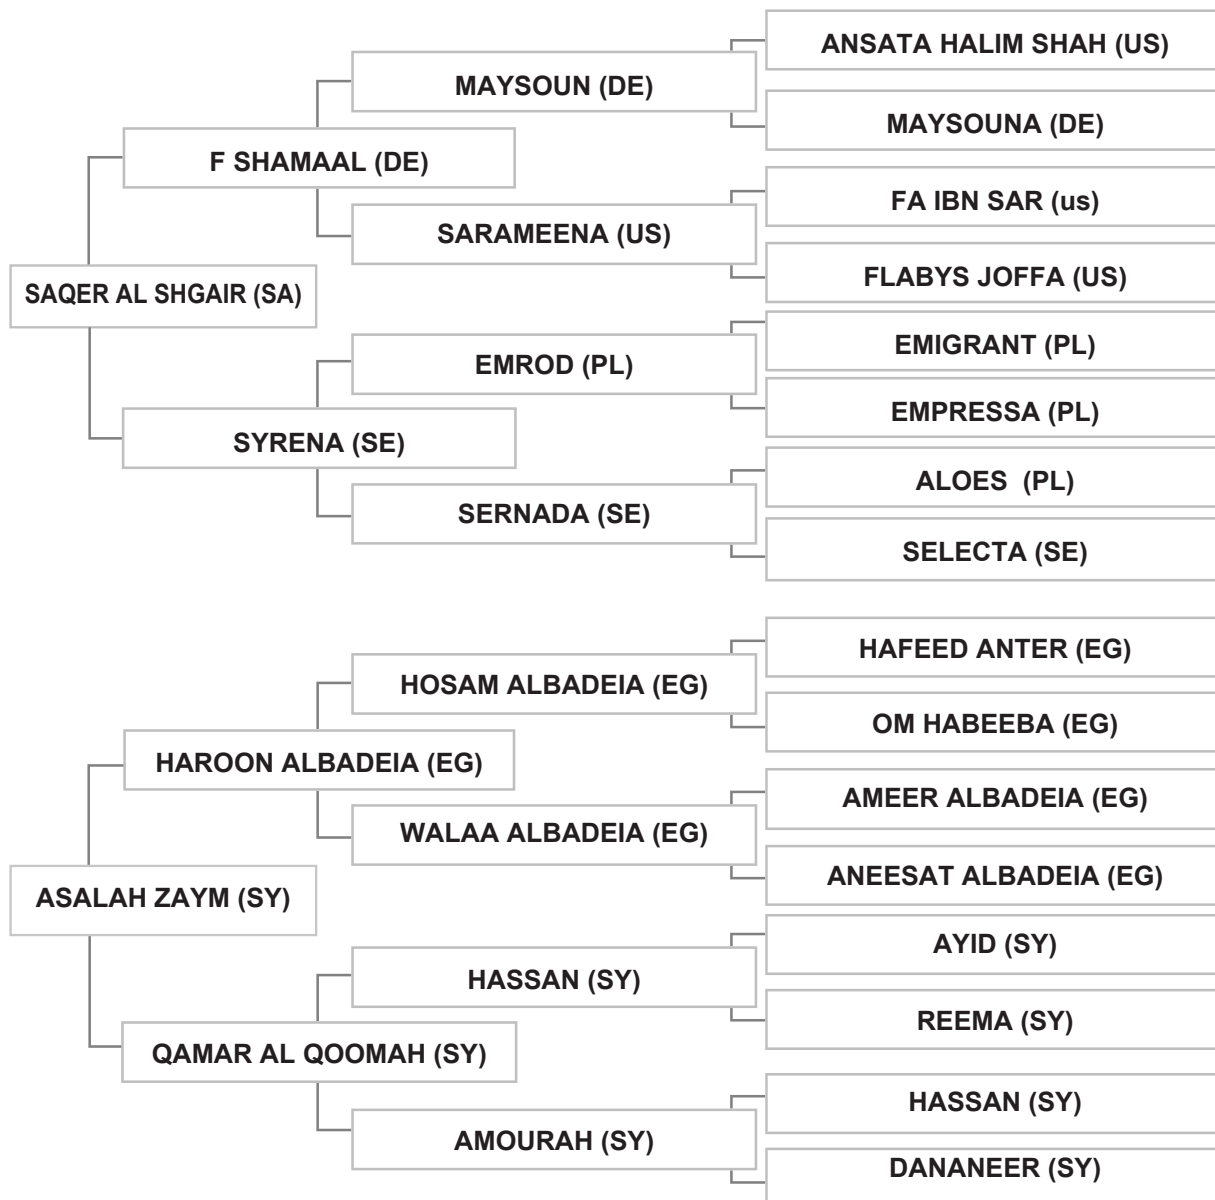 ANSATA HALIM SHAH (US)
MAYSOUN (DE)
MAYSOUNA (DE)
F SHAMAAL (DE)
FA IBN SAR (us)
SARAMEENA (US)
FLABYS JOFFA (US)
SAQER AL SHGAIR (SA)
EMIGRANT (PL)
EMROD (PL)
EMPRESSA (PL)
SYRENA (SE)
ALOES (PL)
SERNADA (SE)
SELECTA (SE)
HAFEED ANTER (EG)
HOSAM ALBADEIA (EG)
OM HABEEBA (EG)
HAROON ALBADEIA (EG)
AMEER ALBADEIA (EG)
WALAA ALBADEIA (EG)
ANEESAT ALBADEIA (EG)
ASALAH ZAYM (SY)
AYID (SY)
HASSAN (SY)
REEMA (SY)
QAMAR AL QOOMAH (SY)
HASSAN (SY)
AMOURAH (SY)
DANANEER (SY)